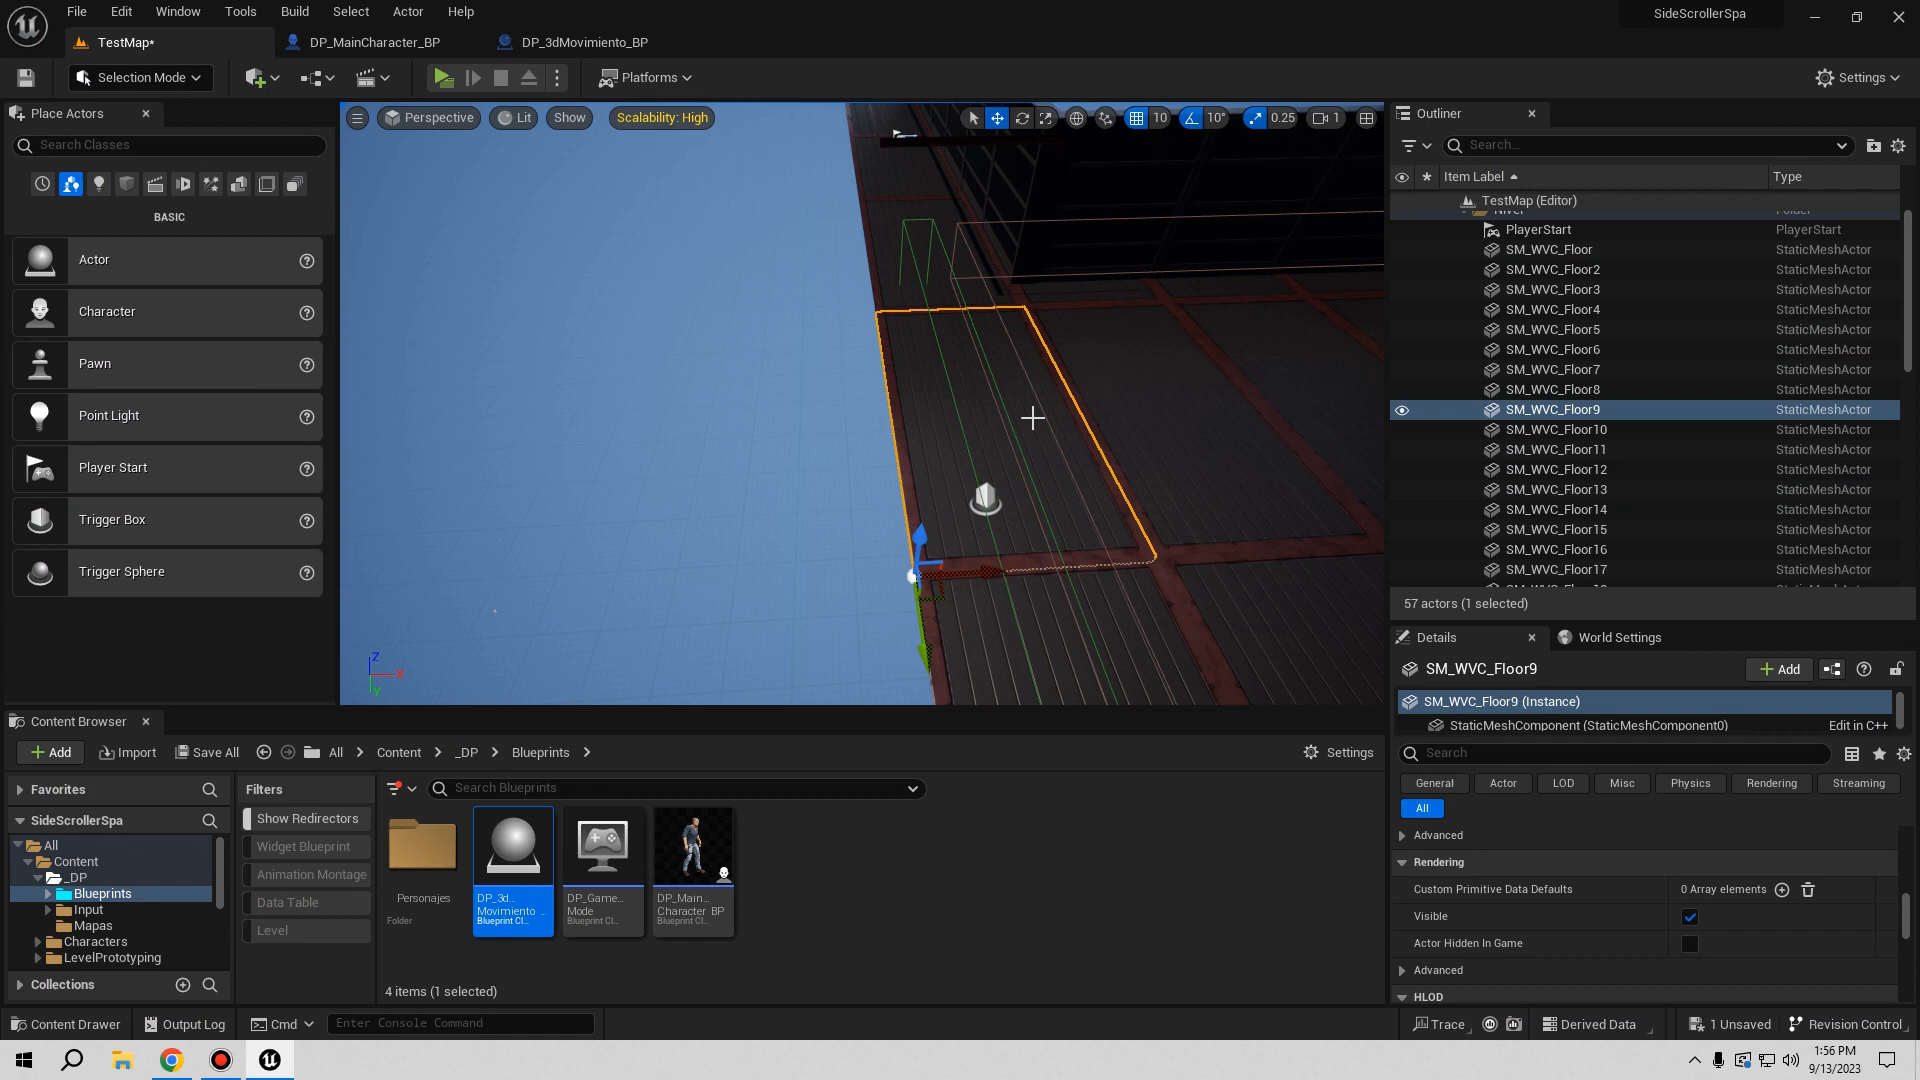 File Edit Window Tools Build Select Actor Help
SideScrollerSpa
TestMap*
DP_MainCharacter_BP
DP_3dMovimiento_BP
Selection Mode
Platforms
Settings
Place Actors
Search Classes
BASIC
Actor
Character
Pawn
Point Light
Player Start
Trigger Box
Trigger Sphere
Perspective
Lit
Show
Scalability: High
10
10°
0.25
1
Z
X
Y
Outliner
Search...
Item Label
Type
TestMap (Editor)
PlayerStart PlayerStart
SM_WVC_Floor StaticMeshActor
SM_WVC_Floor2 StaticMeshActor
SM_WVC_Floor3 StaticMeshActor
SM_WVC_Floor4 StaticMeshActor
SM_WVC_Floor5 StaticMeshActor
SM_WVC_Floor6 StaticMeshActor
SM_WVC_Floor7 StaticMeshActor
SM_WVC_Floor8 StaticMeshActor
SM_WVC_Floor9 StaticMeshActor
SM_WVC_Floor10 StaticMeshActor
SM_WVC_Floor11 StaticMeshActor
SM_WVC_Floor12 StaticMeshActor
SM_WVC_Floor13 StaticMeshActor
SM_WVC_Floor14 StaticMeshActor
SM_WVC_Floor15 StaticMeshActor
SM_WVC_Floor16 StaticMeshActor
SM_WVC_Floor17 StaticMeshActor
57 actors (1 selected)
Details
World Settings
SM_WVC_Floor9
Add
SM_WVC_Floor9 (Instance)
StaticMeshComponent (StaticMeshComponent0) Edit in C++
Search
General Actor LOD Misc Physics Rendering Streaming
All
Advanced
Rendering
Custom Primitive Data Defaults 0 Array elements
Visible
Actor Hidden In Game
Advanced
HLOD
Content Browser
Add Import Save All All Content _DP Blueprints
Settings
Favorites
SideScrollerSpa
All
Content
_DP
Blueprints
Input
Mapas
Characters
LevelPrototyping
Collections
Filters
Show Redirectors
Widget Blueprint
Animation Montage
Data Table
Level
Search Blueprints
Personajes
Folder
DP_3d...
Movimiento_...
Blueprint Cl...
DP_Game...
Mode
Blueprint Cl...
DP_Main...
Character_BP
Blueprint Cl...
4 items (1 selected)
Content Drawer
Output Log
Cmd
Enter Console Command
Trace
Derived Data
1 Unsaved
Revision Control
1:56 PM
9/13/2023